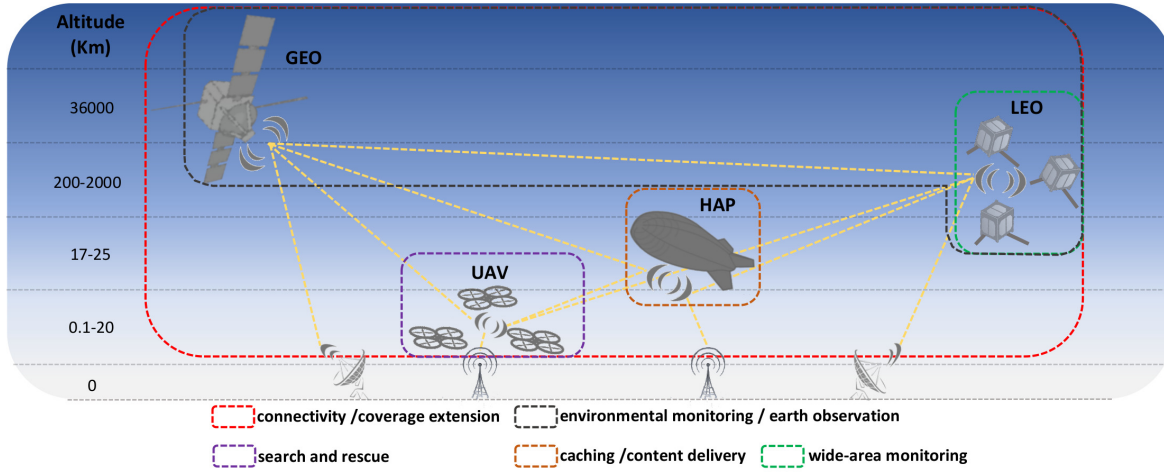 Altitude
(Km)
GEO
36000
LEO
200-2000
HAP
17-25
UAV
0.1-20
0
connectivity /coverage extension
environmental monitoring / earth observation
search and rescue
caching /content delivery
wide-area monitoring